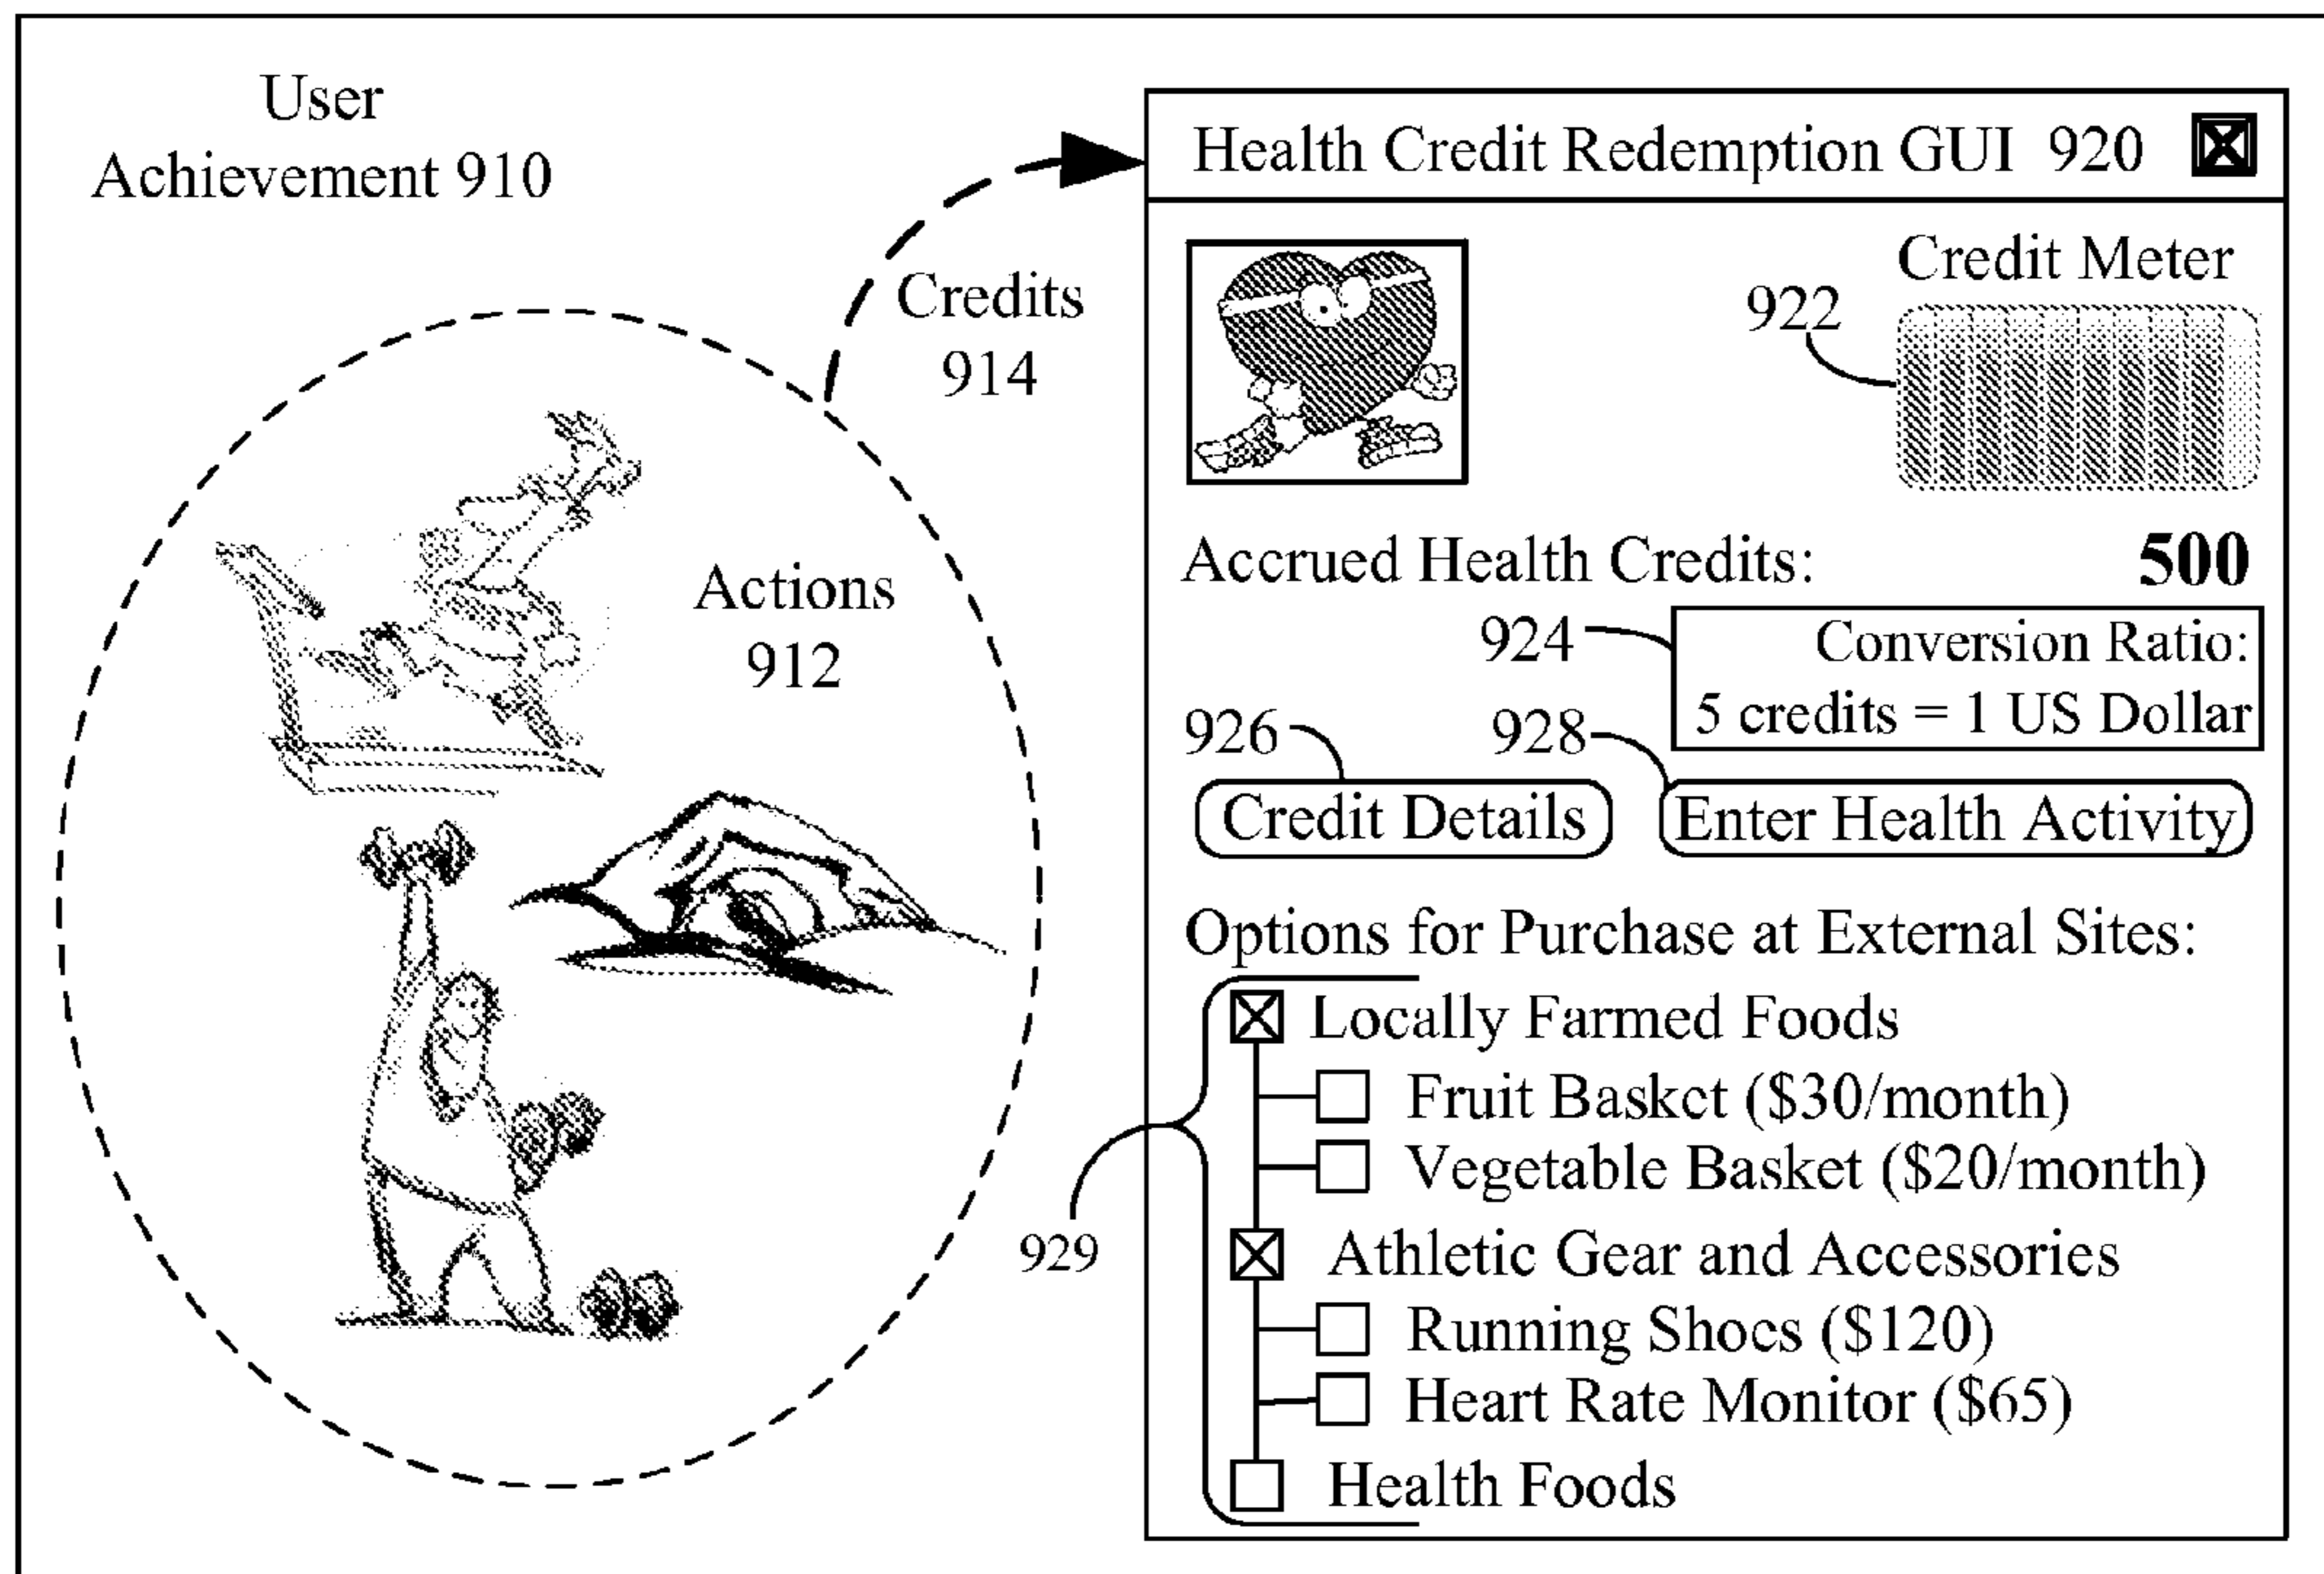 User
Achievement 910
Credits
914
Actions
912
Health Credit Redemption GUI 920
Credit Meter
922
Accrued Health Credits: 500
924
Conversion Ratio:
5 credits = 1 US Dollar
926
928
Credit Details
Enter Health Activity
Options for Purchase at External Sites:
Locally Farmed Foods
Fruit Basket ($30/month)
Vegetable Basket ($20/month)
929
Athletic Gear and Accessories
Running Shoes ($120)
Heart Rate Monitor ($65)
Health Foods